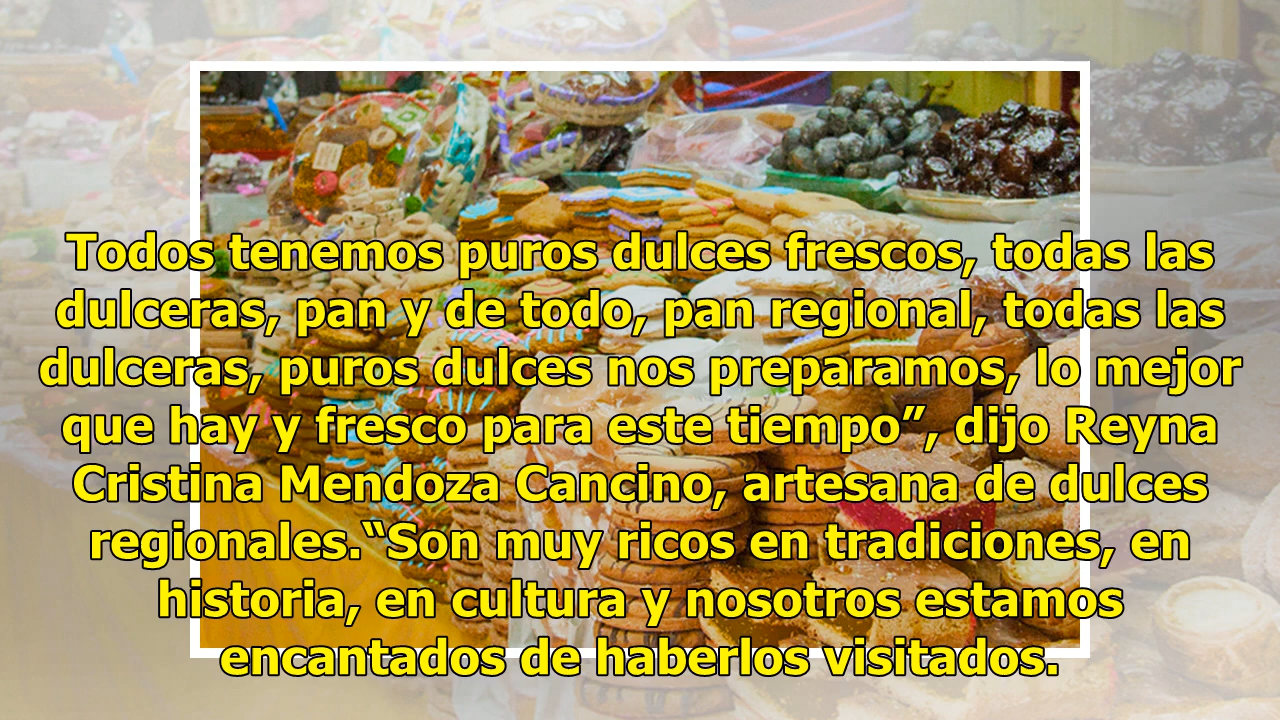 Todos tenemos puros dulces frescos, todas las
dulceras, pan y de todo, pan regional, todas las
dulceras, puros dulces nos preparamos, lo mejor
que hay y fresco para este tiempo”, dijo Reyna
Cristina Mendoza Cancino, artesana de dulces
regionales.“Son muy ricos en tradiciones, en
historia, en cultura y nosotros estamos
encantados de haberlos visitados.